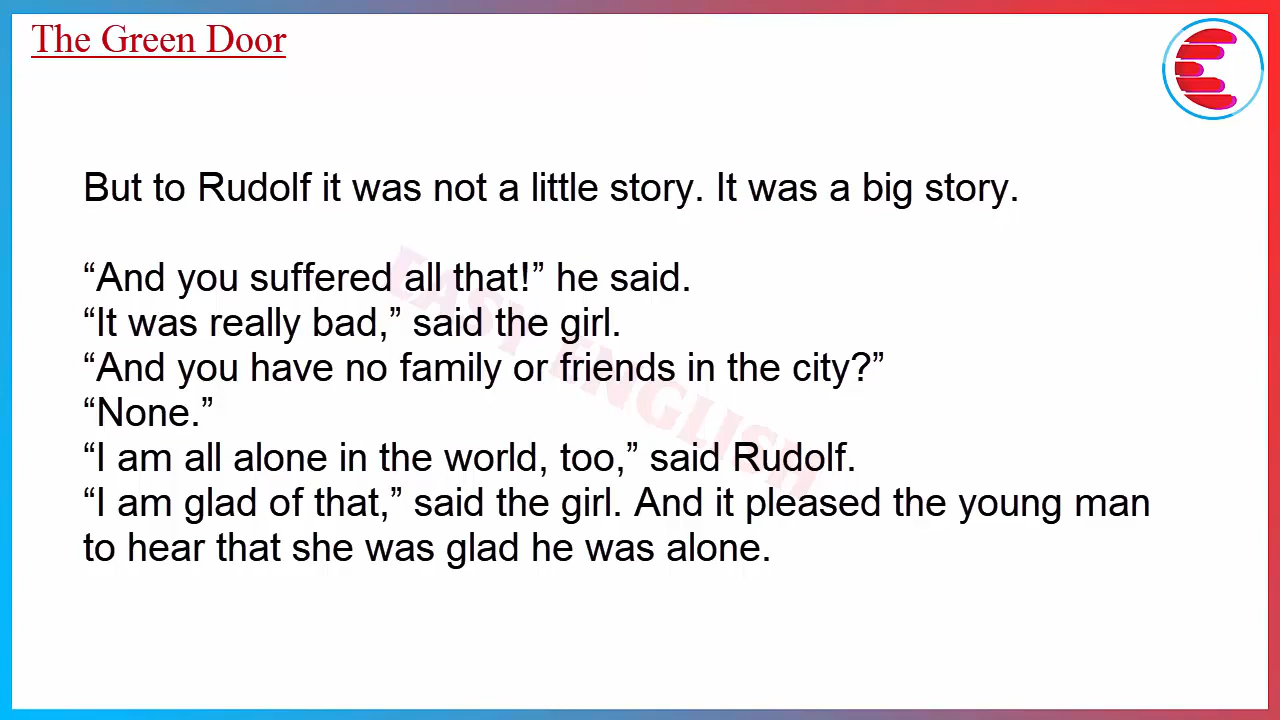 The Green Door
But to Rudolf it was not a little story. It was a big story.
“And you suffered all that!” he said.
“It was really bad,” said the girl.
“And you have no family or friends in the city?”
“None.”
“I am all alone in the world, too,” said Rudolf.
“I am glad of that,” said the girl. And it pleased the young man
to hear that she was glad he was alone.
EASY ENGLISH